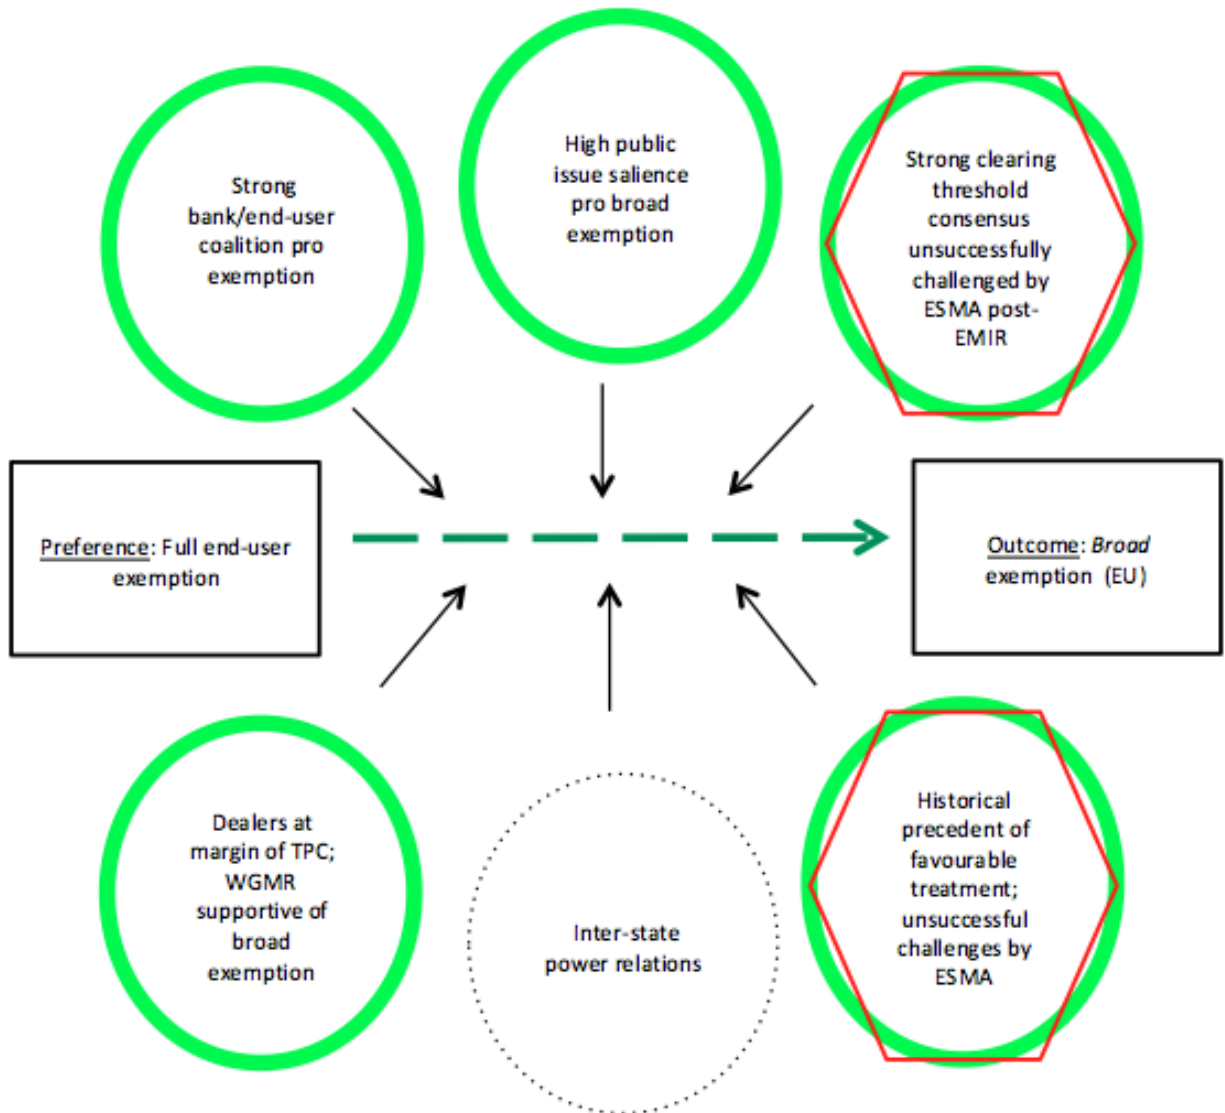 Strong
bank/end-user
coalition pro
exemption
High public
issue salience
pro broad
exemption
Strong clearing
threshold
consensus
unsuccessfully
challenged by
ESMA post-
EMIR
Preference: Full end-user
exemption
Outcome: Broad
exemption (EU)
Dealers at
margin of TPC;
WGMR
supportive of
broad
exemption
Inter-state
power relations
Historical
precedent of
favourable
treatment;
unsuccessful
challenges by
ESMA